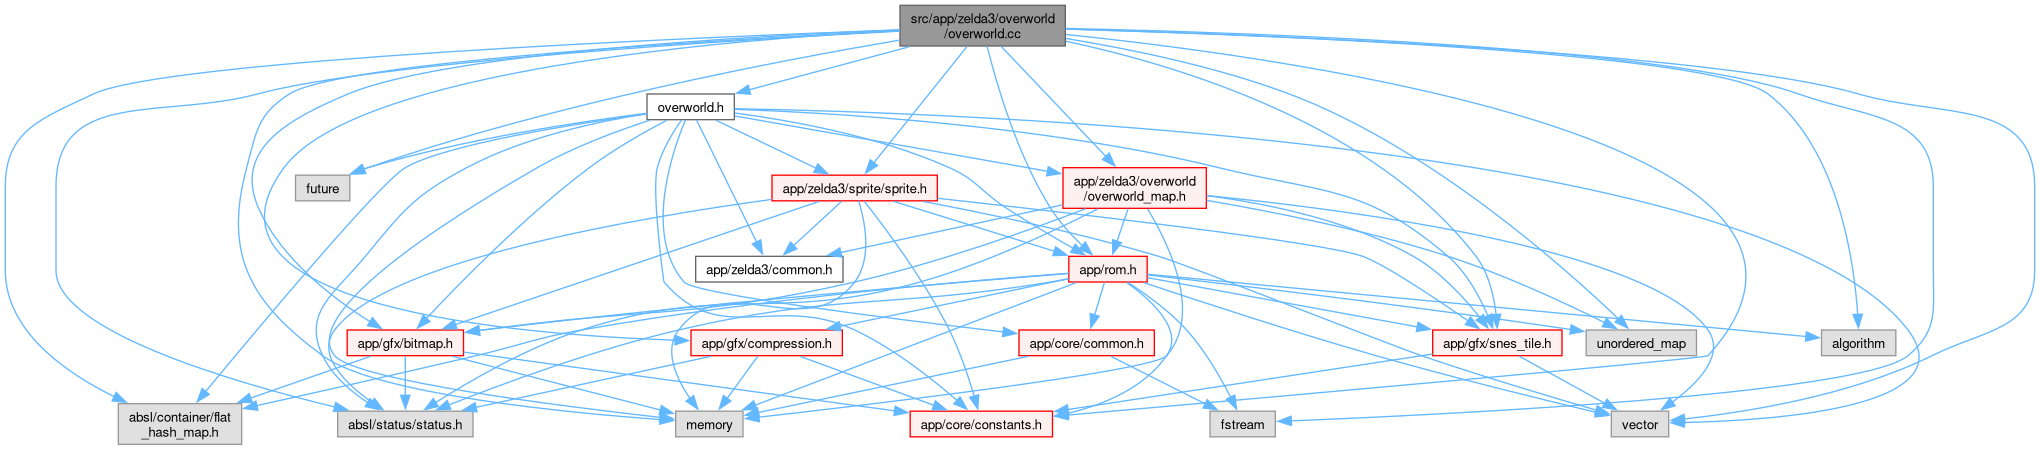 src/app/zelda3/overworld
/overworld.cc
overworld.h
future
app/zelda3/sprite/sprite.h
app/zelda3/overworld
/overworld_map.h
app/zelda3/common.h
app/rom.h
app/gfx/bitmap.h
app/gfx/compression.h
app/core/common.h
app/gfx/snes_tile.h
unordered_map
algorithm
absl/container/flat
_hash_map.h
absl/status/status.h
memory
app/core/constants.h
fstream
vector